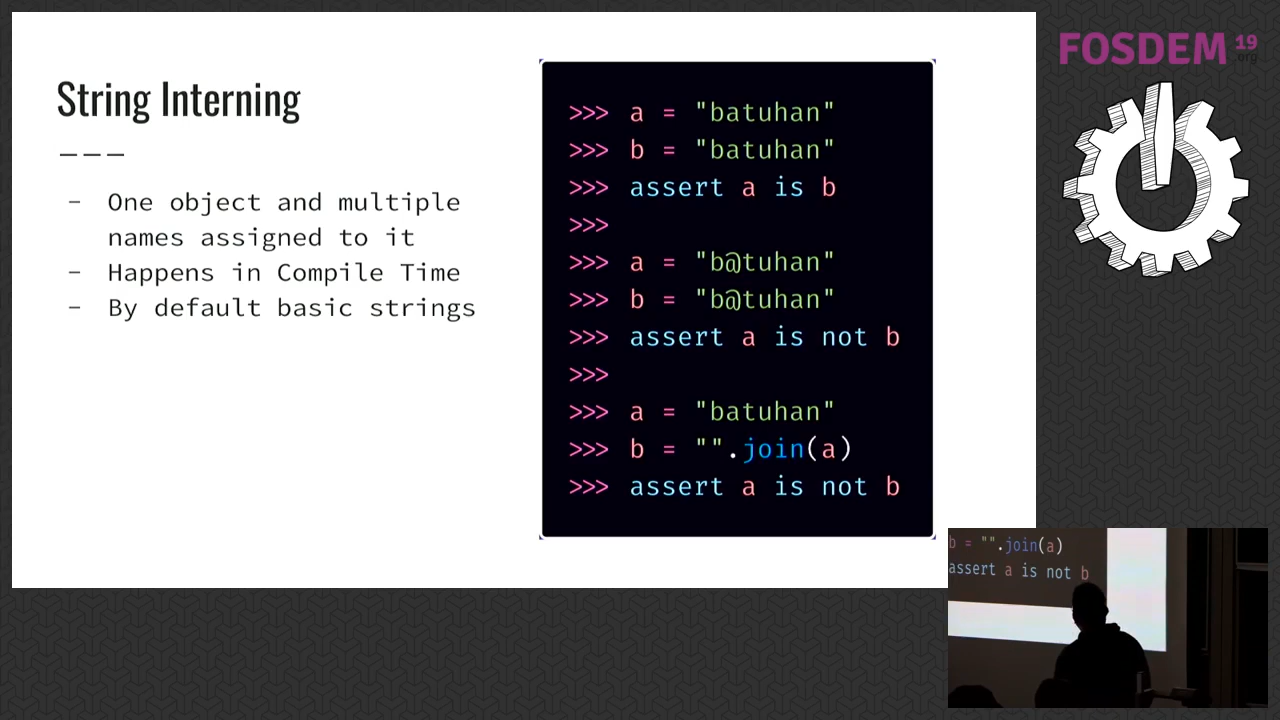 String Interning
---
- One object and multiple
names assigned to it
- Happens in Compile Time
- By default basic strings
>>> a = "batuhan"
>>> b = "batuhan"
>>> assert a is b
>>>
>>> a = "b@tuhan"
>>> b = "b@tuhan"
>>> assert a is not b
>>>
>>> a = "batuhan"
>>> b = "".join(a)
>>> assert a is not b
FOSDEM 19
.org
b = "".join(a)
assert a is not b